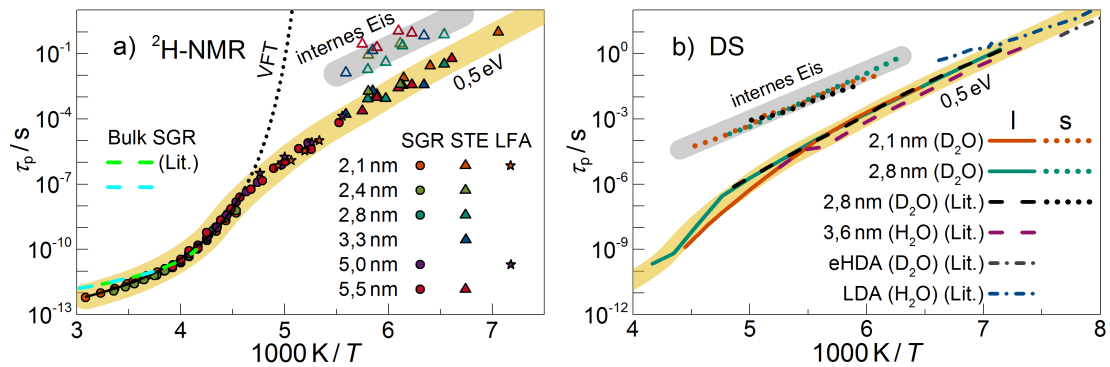 a) ²H-NMR
VFT
internes Eis
0,5 eV
Bulk SGR
(Lit.)
SGR STE LFA
2,1 nm
2,4 nm
2,8 nm
3,3 nm
5,0 nm
5,5 nm
10⁻¹
10⁻⁴
10⁻⁷
10⁻¹⁰
10⁻¹³
τₚ / s
3 4 5 6 7
1000 K / T
b) DS
internes Eis
0,5 eV
l s
2,1 nm (D₂O)
2,8 nm (D₂O)
2,8 nm (D₂O) (Lit.)
3,6 nm (H₂O) (Lit.)
eHDA (D₂O) (Lit.)
LDA (H₂O) (Lit.)
10⁰
10⁻³
10⁻⁶
10⁻⁹
10⁻¹²
τₚ / s
4 5 6 7 8
1000 K / T